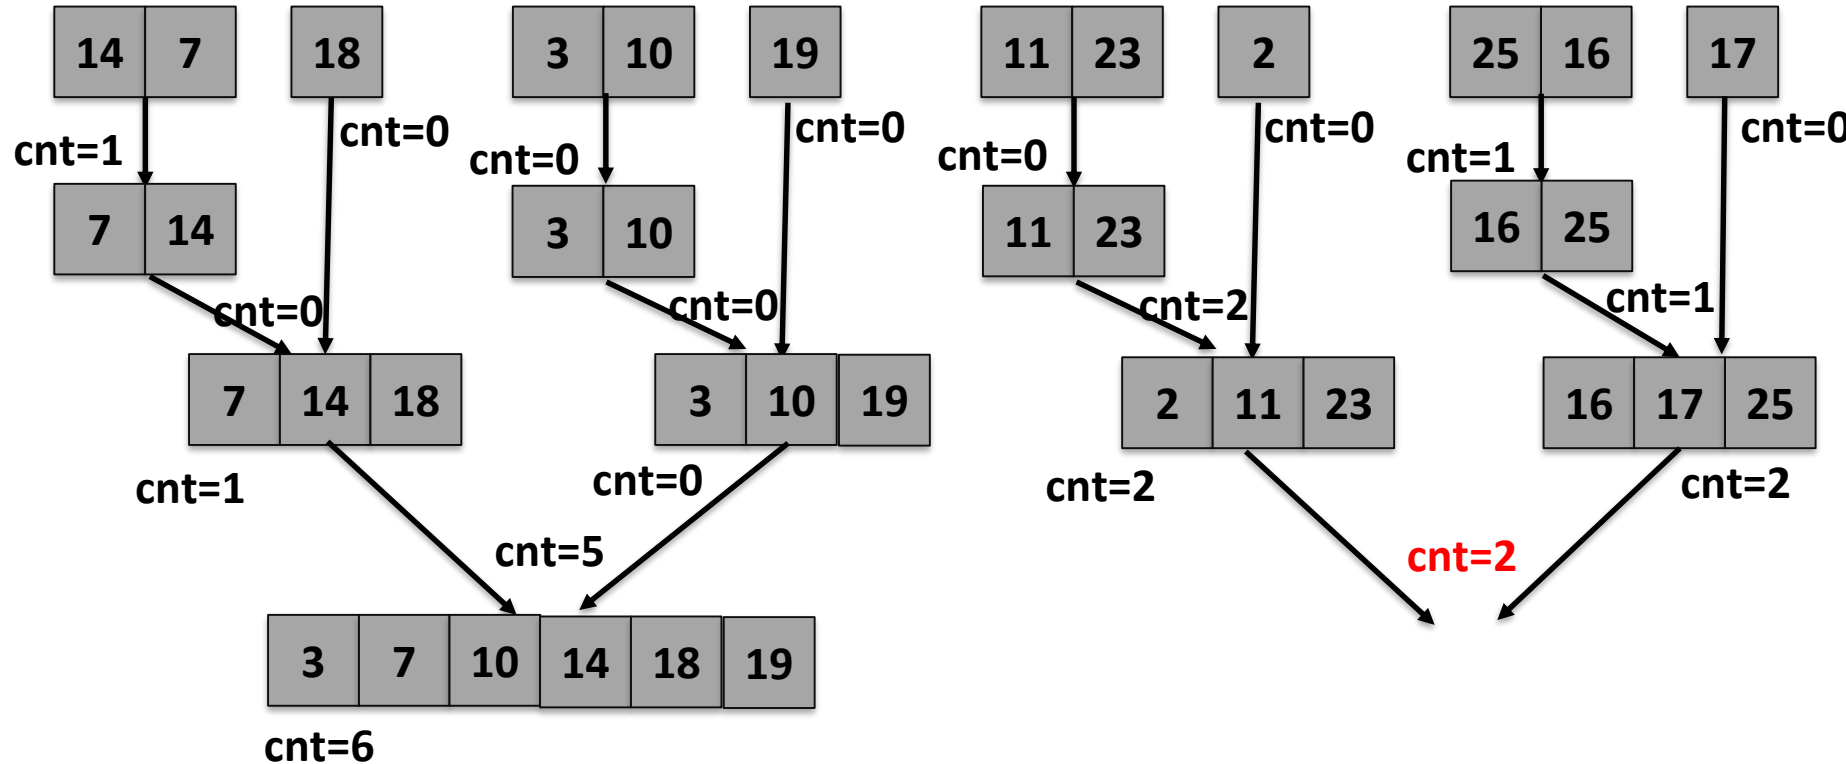 14 7 18 3 10 19 11 23 2 25 16 17
cnt=1 cnt=0 cnt=0 cnt=0 cnt=0 cnt=0 cnt=1 cnt=0
7 14 3 10 11 23 16 25
cnt=0 cnt=0 cnt=2 cnt=1
7 14 18 3 10 19 2 11 23 16 17 25
cnt=1 cnt=0 cnt=2 cnt=2
cnt=5 cnt=2
3 7 10 14 18 19
cnt=6